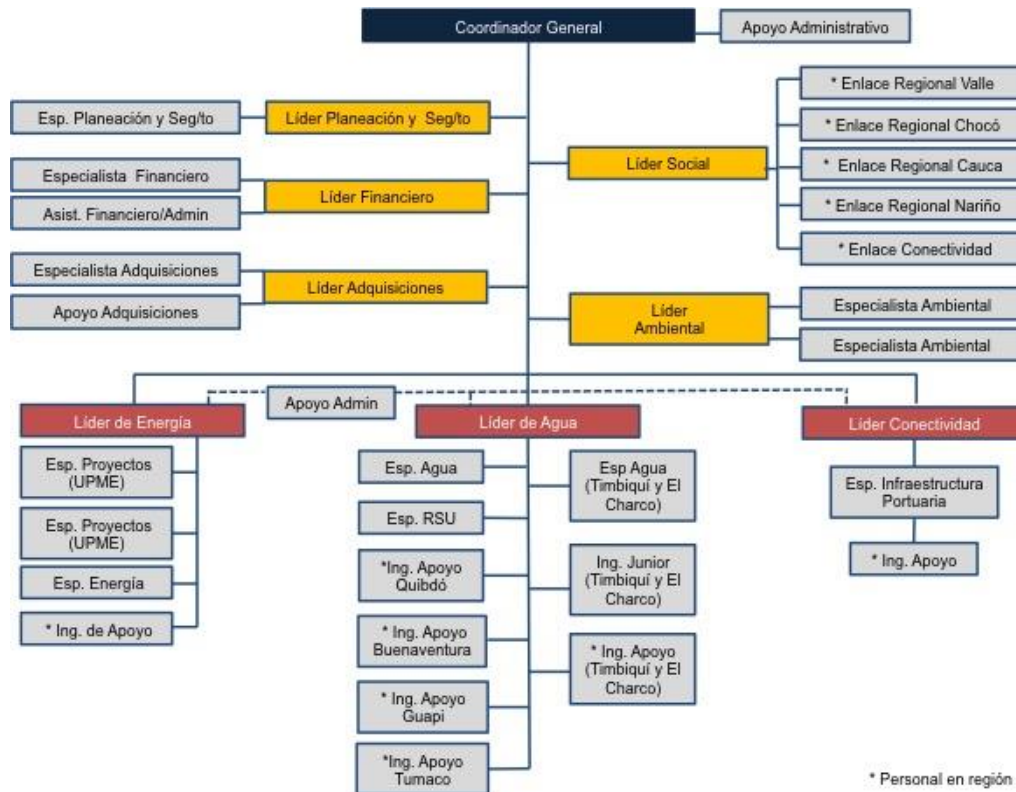 Coordinador General
Apoyo Administrativo
Esp. Planeación y Seg/to
Líder Planeación y Seg/to
Especialista Financiero
Asist. Financiero/Admin
Líder Financiero
Especialista Adquisiciones
Apoyo Adquisiciones
Líder Adquisiciones
Líder Social
* Enlace Regional Valle
* Enlace Regional Chocó
* Enlace Regional Cauca
* Enlace Regional Nariño
* Enlace Conectividad
Líder
Ambiental
Especialista Ambiental
Especialista Ambiental
Apoyo Admin
Líder de Energía
Esp. Proyectos
(UPME)
Esp. Proyectos
(UPME)
Esp. Energía
* Ing. de Apoyo
Líder de Agua
Esp. Agua
Esp. RSU
*Ing. Apoyo
Quibdó
* Ing. Apoyo
Buenaventura
* Ing. Apoyo
Guapi
*Ing. Apoyo
Tumaco
Esp Agua
(Timbiquí y El
Charco)
Ing. Junior
(Timbiquí y El
Charco)
* Ing. Apoyo
(Timbiquí y El
Charco)
Líder Conectividad
Esp. Infraestructura
Portuaria
* Ing. Apoyo
* Personal en región